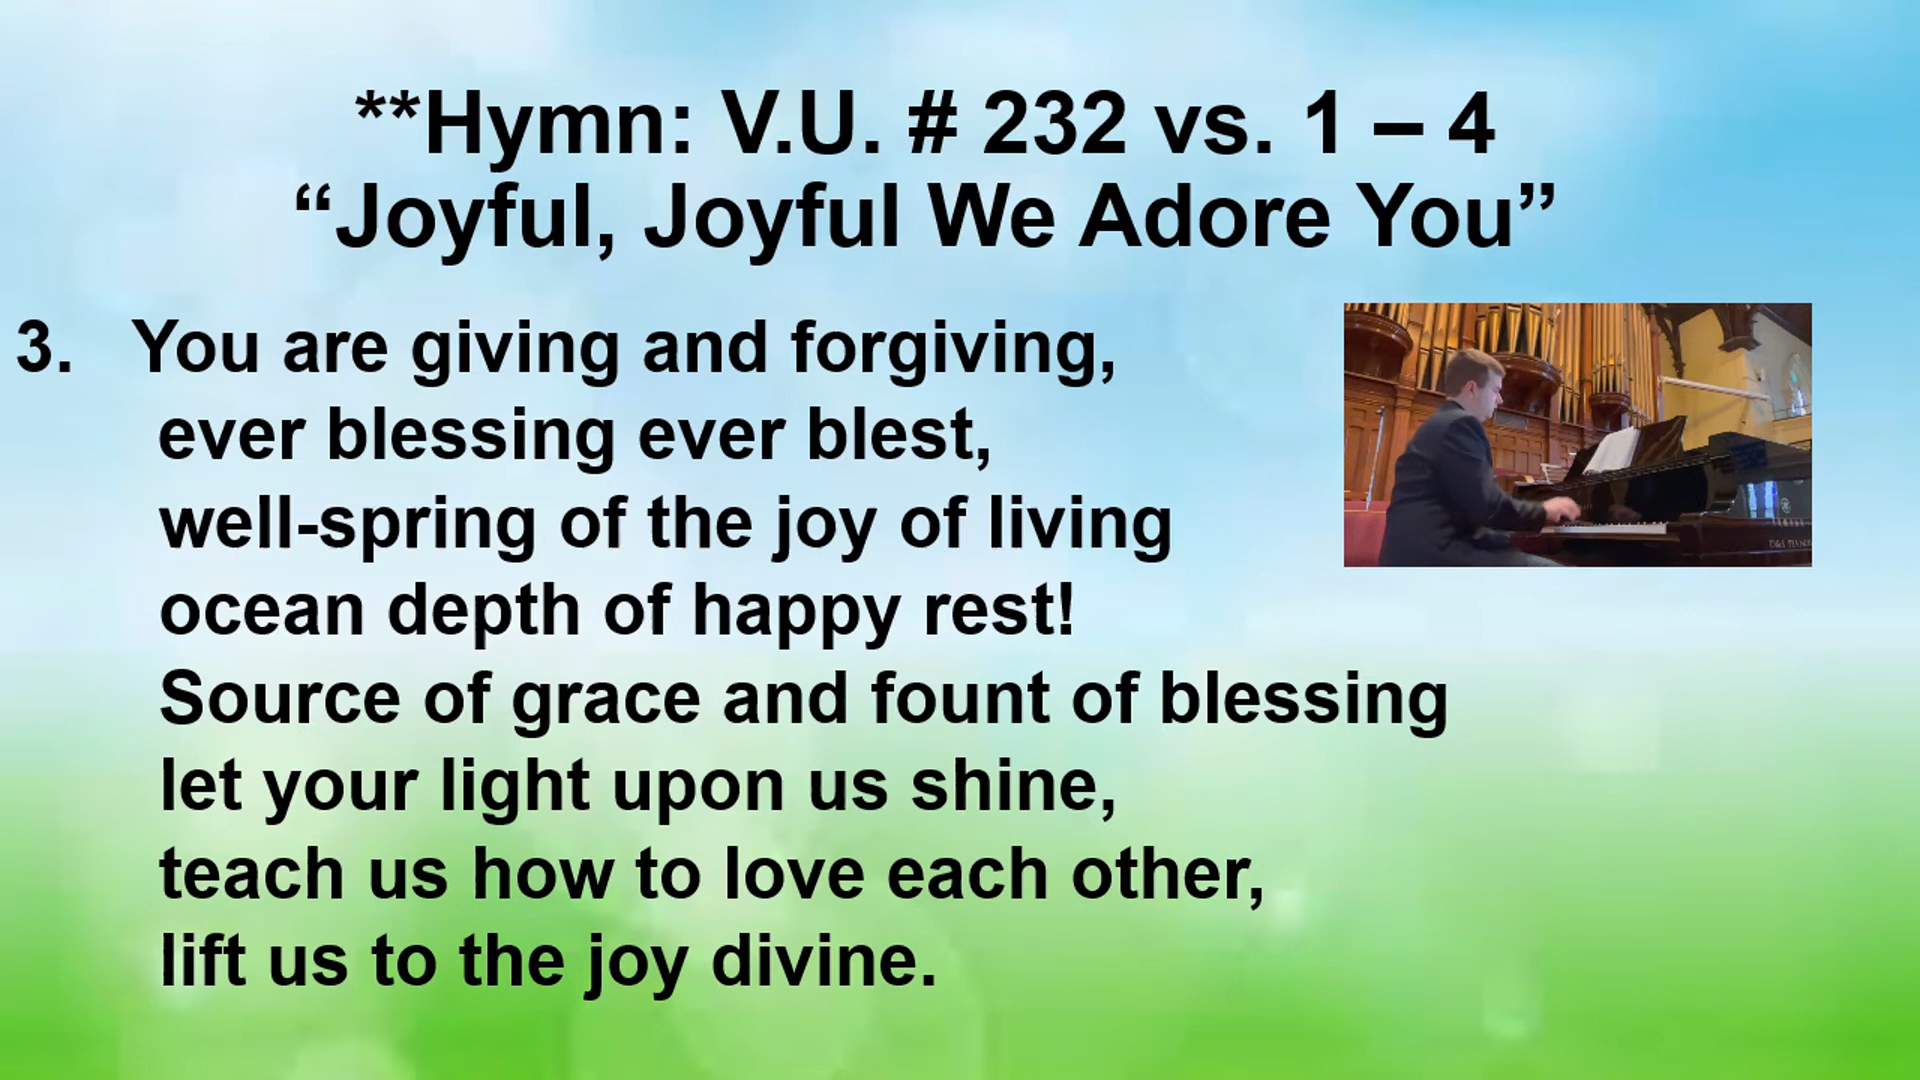 **Hymn: V.U. # 232 vs. 1 – 4
“Joyful, Joyful We Adore You”
3. You are giving and forgiving,
ever blessing ever blest,
well-spring of the joy of living
ocean depth of happy rest!
Source of grace and fount of blessing
let your light upon us shine,
teach us how to love each other,
lift us to the joy divine.